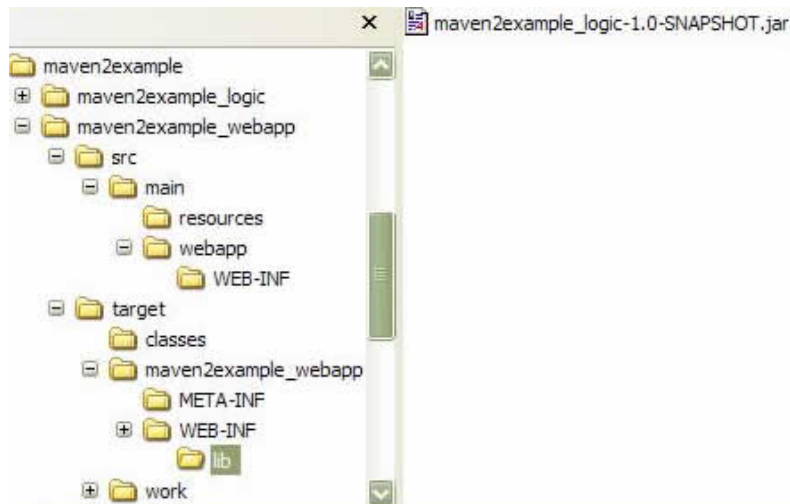 maven2example_logic-1.0-SNAPSHOT.jar
maven2example
maven2example_logic
maven2example_webapp
src
main
resources
webapp
WEB-INF
target
classes
maven2example_webapp
META-INF
WEB-INF
lib
work